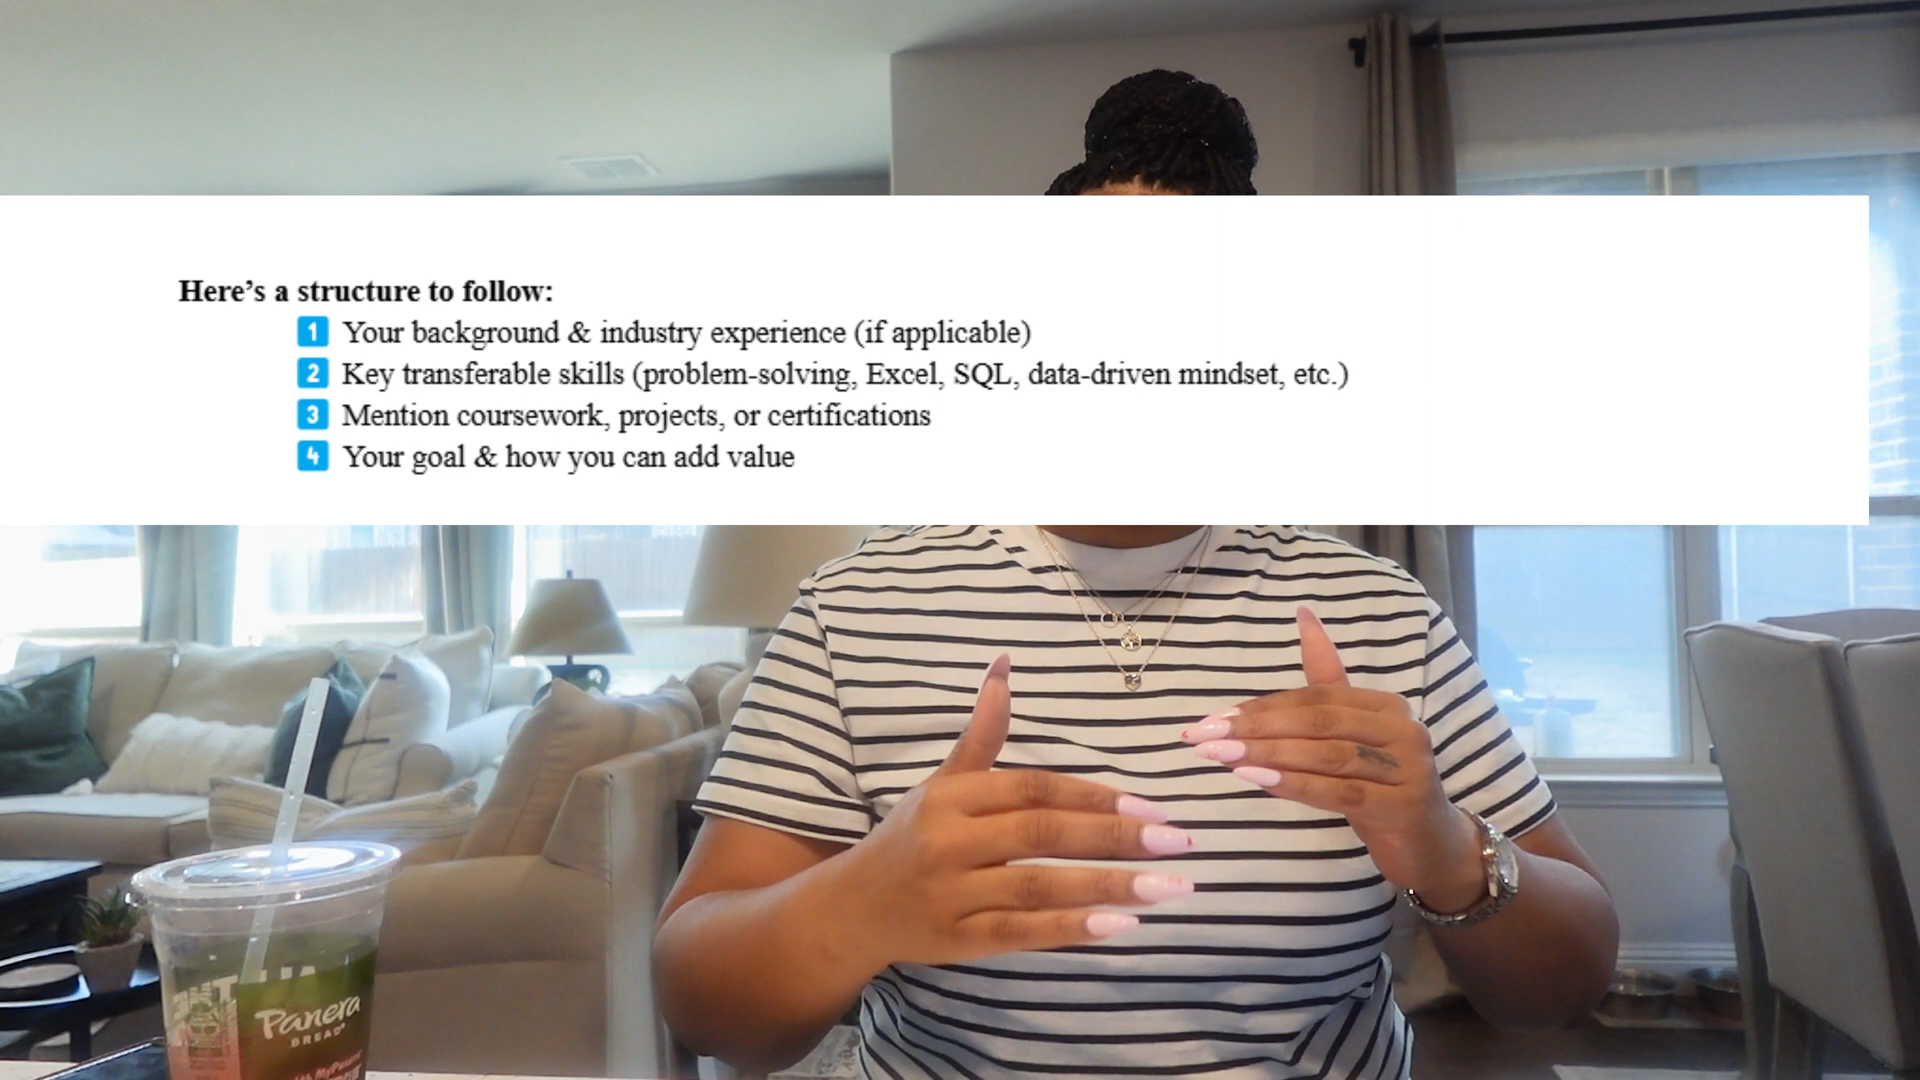 Here’s a structure to follow:
1 Your background & industry experience (if applicable)
2 Key transferable skills (problem-solving, Excel, SQL, data-driven mindset, etc.)
3 Mention coursework, projects, or certifications
4 Your goal & how you can add value
Panera
BREAD